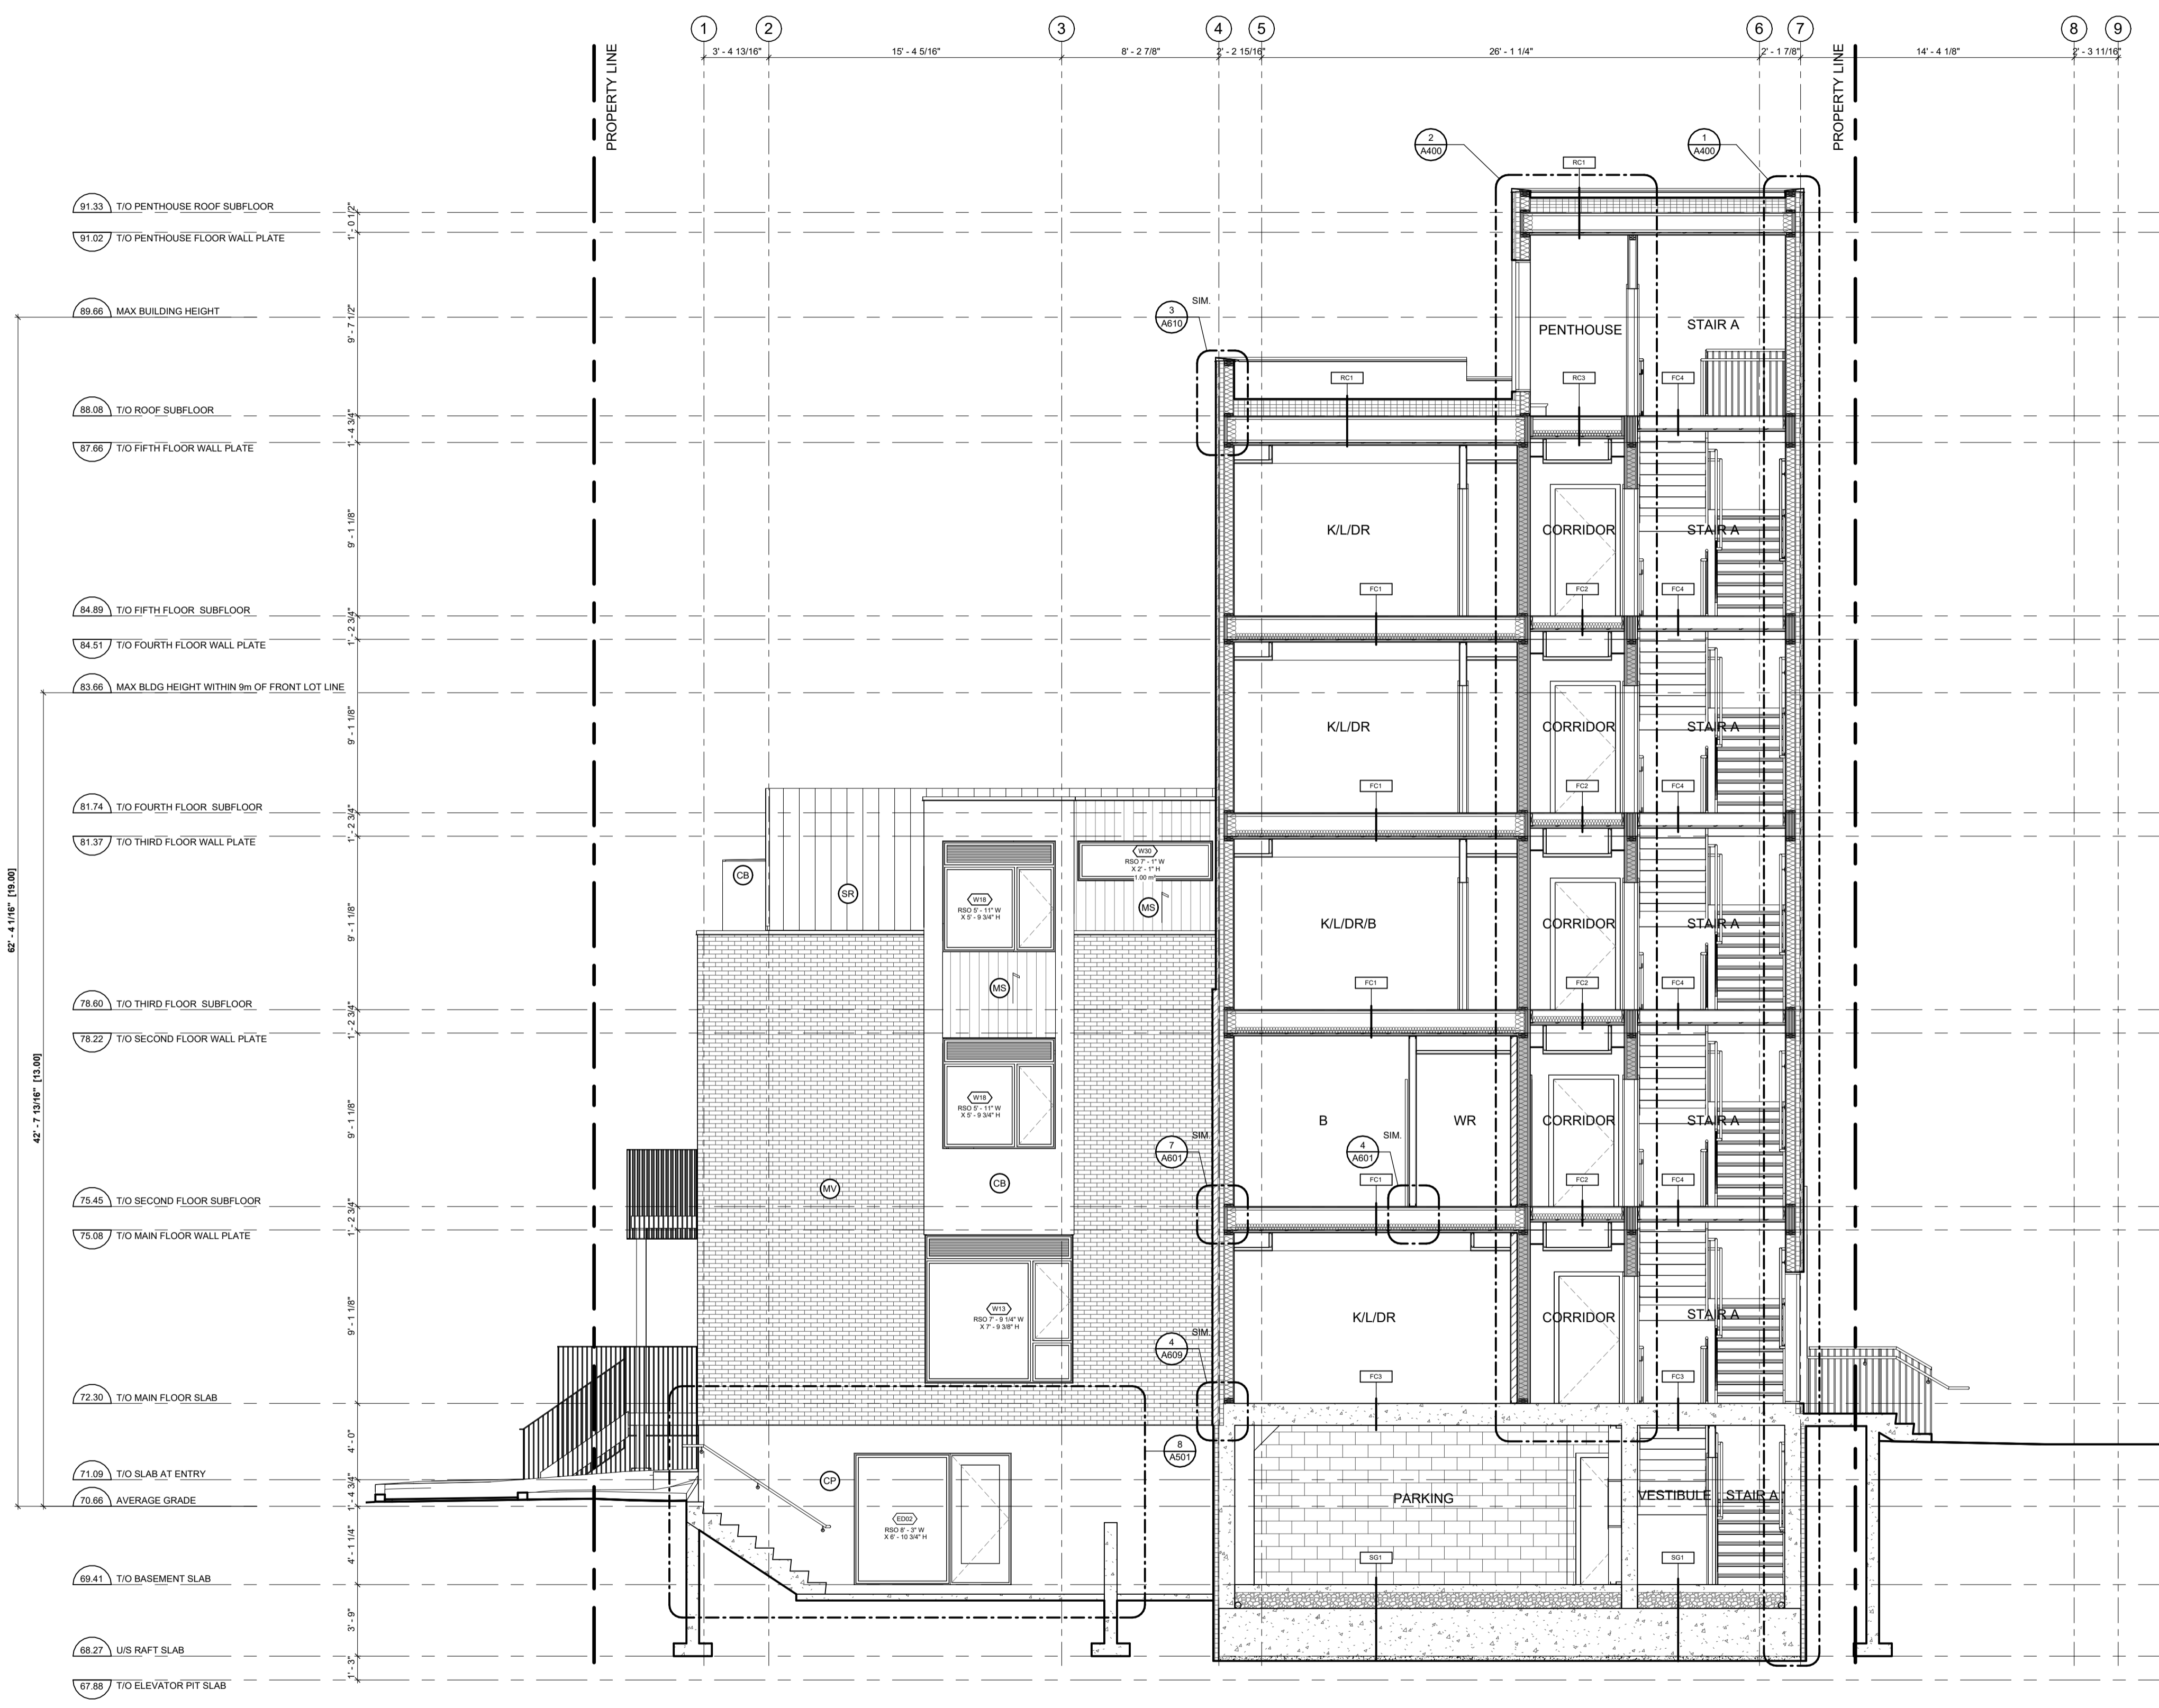 1 2 3 4 5 6 7 8 9
3' - 4 13/16" 15' - 4 5/16" 8' - 2 7/8" 2' - 2 15/16" 26' - 1 1/4" 2' - 1 7/8" 14' - 4 1/8" 2' - 3 11/16"
PROPERTY LINE
PROPERTY LINE
2
A400
1
A400
RC1
91.33 T/O PENTHOUSE ROOF SUBFLOOR
1' - 0 1/2"
91.02 T/O PENTHOUSE FLOOR WALL PLATE
9' - 7 1/2"
89.66 MAX BUILDING HEIGHT
SIM.
3
A610
PENTHOUSE STAIR A
RC1 RC3 FC4
88.08 T/O ROOF SUBFLOOR
1' - 4 3/4"
87.66 T/O FIFTH FLOOR WALL PLATE
9' - 1 1/8"
K/L/DR CORRIDOR STAIR A
FC1 FC2 FC4
84.89 T/O FIFTH FLOOR SUBFLOOR
1' - 2 3/4"
84.51 T/O FOURTH FLOOR WALL PLATE
83.66 MAX BLDG HEIGHT WITHIN 9m OF FRONT LOT LINE
9' - 1 1/8"
K/L/DR CORRIDOR STAIR A
FC1 FC2 FC4
81.74 T/O FOURTH FLOOR SUBFLOOR
1' - 2 3/4"
81.37 T/O THIRD FLOOR WALL PLATE
W30
RSO 7' - 1" W
X 2' - 1" H
1.00 m²
CB
SR
W18
RSO 5' - 11" W
X 5' - 9 3/4" H
MS
62' - 4 1/16" [19.00]
9' - 1 1/8"
K/L/DR/B CORRIDOR STAIR A
FC1 FC2 FC4
MS
78.60 T/O THIRD FLOOR SUBFLOOR
1' - 2 3/4"
78.22 T/O SECOND FLOOR WALL PLATE
42' - 7 13/16" [13.00]
W18
RSO 5' - 11" W
X 5' - 9 3/4" H
9' - 1 1/8"
B WR CORRIDOR STAIR A
SIM.
7
A601
SIM.
4
A601
FC1 FC2 FC4
MV
CB
75.45 T/O SECOND FLOOR SUBFLOOR
1' - 2 3/4"
75.08 T/O MAIN FLOOR WALL PLATE
9' - 1 1/8"
W13
RSO 7' - 9 1/4" W
X 7' - 9 3/8" H
K/L/DR CORRIDOR STAIR A
SIM.
4
A609
FC3 FC3
72.30 T/O MAIN FLOOR SLAB
4' - 0"
8
A501
71.09 T/O SLAB AT ENTRY
CP
1' - 4 3/4"
70.66 AVERAGE GRADE
PARKING VESTIBULE STAIR A
ED02
RSO 8' - 3" W
X 6' - 10 3/4" H
4' - 1 1/4"
SG1 SG1
69.41 T/O BASEMENT SLAB
3' - 9"
68.27 U/S RAFT SLAB
1' - 3"
67.88 T/O ELEVATOR PIT SLAB